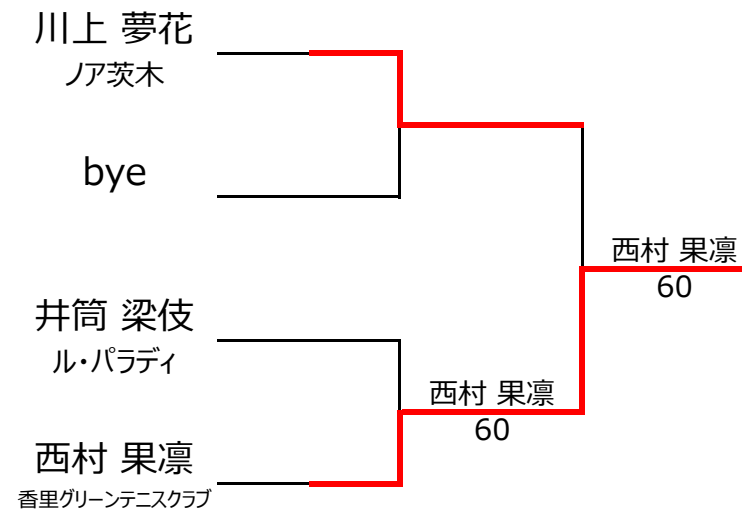 川上 夢花
ノア茨木
bye
西村 果凛
60
井筒 梁伎
ル・パラディ
西村 果凛
60
西村 果凛
香里グリーンテニスクラブ